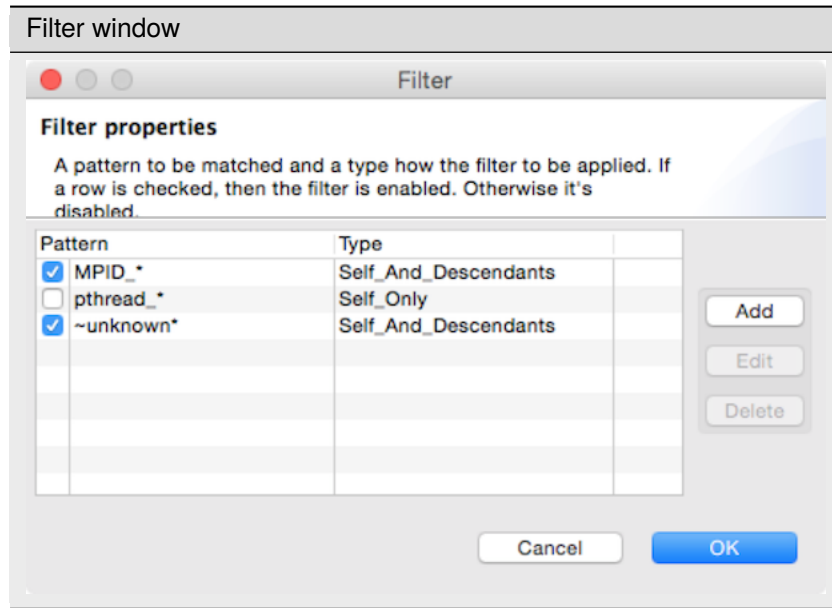 Filter window
Filter
Filter properties
A pattern to be matched and a type how the filter to be applied. If
a row is checked, then the filter is enabled. Otherwise it's
disabled.
Pattern Type
MPID_* Self_And_Descendants
pthread_* Self_Only
~unknown* Self_And_Descendants
Add
Edit
Delete
Cancel OK